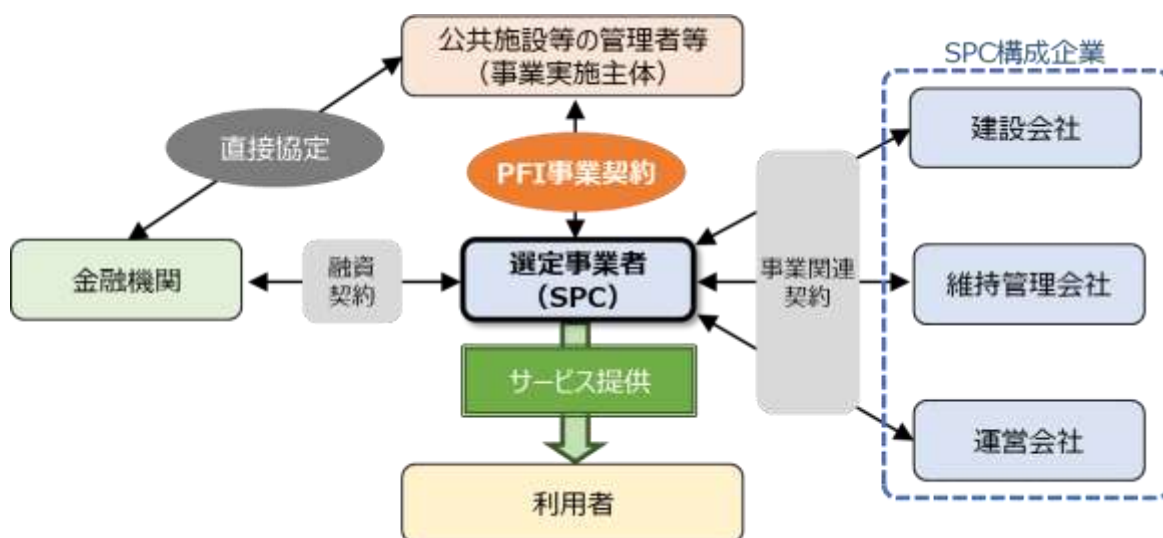 公共施設等の管理者等
（事業実施主体）
SPC構成企業
直接協定
PFI事業契約
建設会社
金融機関
融資
契約
選定事業者
（SPC）
事業関連
契約
維持管理会社
サービス提供
運営会社
利用者